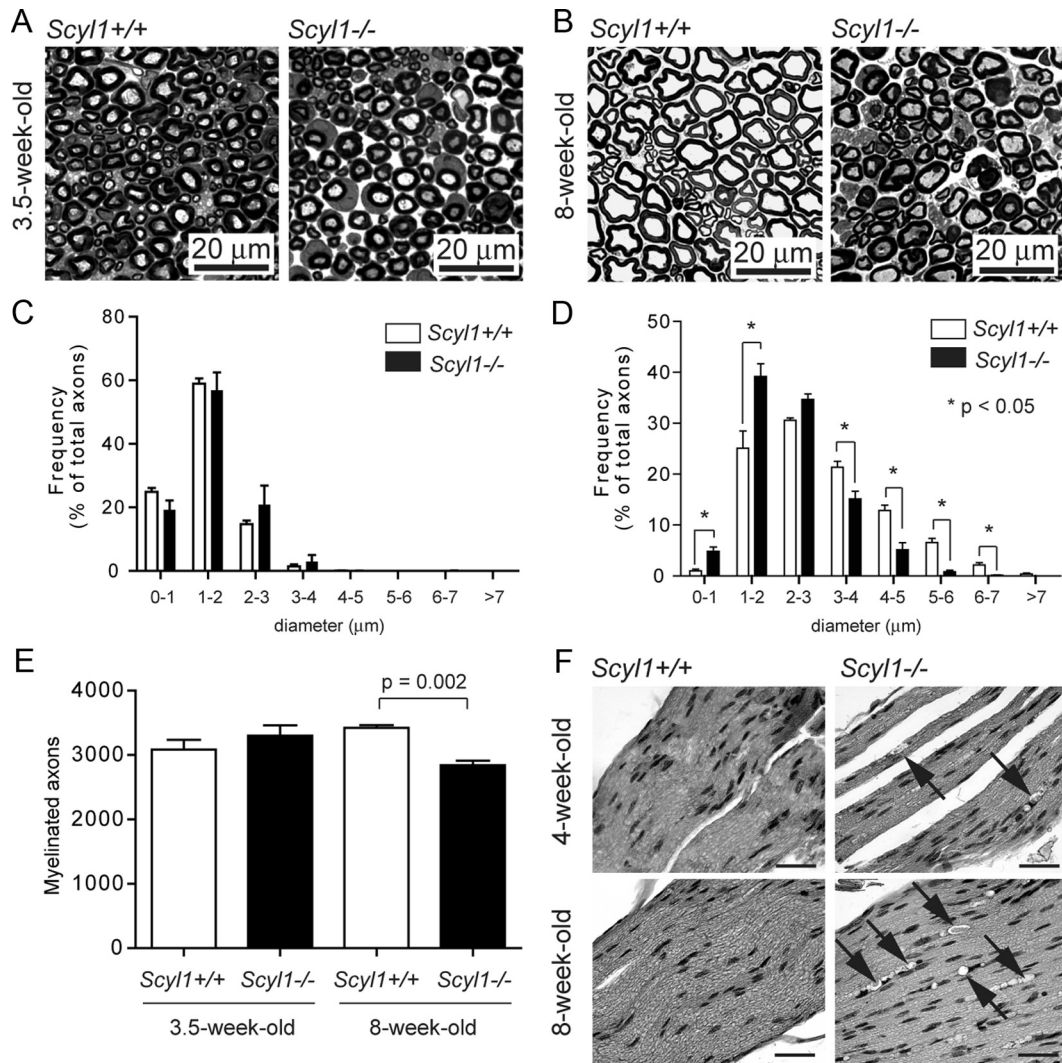 A
Scyl1+/+
Scyl1-/-
3.5-week-old
20 μm
20 μm
B
Scyl1+/+
Scyl1-/-
8-week-old
20 μm
20 μm
C
Frequency
(% of total axons)
80
60
40
20
0
Scyl1+/+
Scyl1-/-
0-1 1-2 2-3 3-4 4-5 5-6 6-7 >7
diameter (μm)
D
Frequency
(% of total axons)
50
40
30
20
10
0
* * * * * *
Scyl1+/+
Scyl1-/-
* p < 0.05
0-1 1-2 2-3 3-4 4-5 5-6 6-7 >7
diameter (μm)
E
Myelinated axons
4000
3000
2000
1000
0
p = 0.002
Scyl1+/+ Scyl1-/- Scyl1+/+ Scyl1-/-
3.5-week-old 8-week-old
F
Scyl1+/+
Scyl1-/-
4-week-old
8-week-old